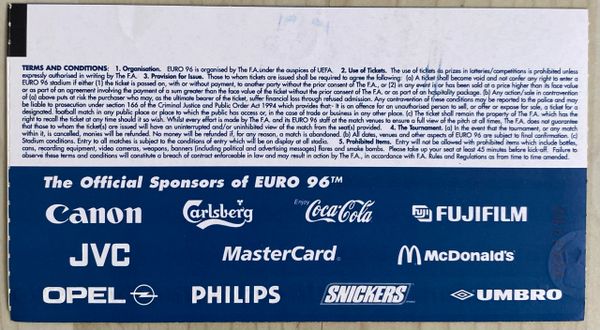 TERMS AND CONDITIONS: 1. Organisation. EURO 96 is organised by The F.A. under the auspices of UEFA. 2. Use of Tickets. The use of tickets as prizes in lotteries/competitions is prohibited unless
expressly authorised in writing by The F.A. 3. Provision for Issue. Those to whom tickets are issued shall be required to agree the following: (a) A ticket shall become void and not confer any right to enter a
EURO 96 stadium if either (1) the ticket is passed on, with or without payment, to another party without the prior consent of The F.A., or (2) in any event is or has been sold at a price higher than its face value
or as part of an agreement involving the payment of a sum greater than the face value of the ticket without the prior consent of The F.A. or as part of an hospitality package. (b) Any action/sale in contravention
of (a) above puts at risk the purchaser who may, as the ultimate bearer of the ticket, suffer financial loss through refused admission. Any contravention of these conditions may be reported to the police and may
be liable to prosecution under section 166 of the Criminal Justice and Public Order Act 1994 which provides that:- It is an offence for an unauthorised person to sell, or offer or expose for sale, a ticket for a
designated football match in any public place or place to which the public has access or, in the case of trade or business in any other place. (c) The ticket shall remain the property of The F.A. which has the
right to recall the ticket at any time should it so wish. Whilst every effort is made by The F.A. and its EURO 96 staff at the match venues to ensure a full view of the pitch at all times, The F.A. does not guarantee
that those to whom the ticket(s) are issued will have an uninterrupted and/or uninhibited view of the match from the seat(s) provided. 4. The Tournament. (a) In the event that the tournament, or any match
within it, is cancelled, monies will be refunded. No money will be refunded if, for any reason, a match is abandoned. (b) All dates, venues and other aspects of EURO 96 are subject to final confirmation. (c)
Stadium conditions. Entry to all matches is subject to the conditions of entry which will be on display at all stadia. 5. Prohibited Items. Entry will not be allowed with prohibited items which include bottles,
cans, recording equipment, video cameras, weapons, banners (including political and advertising messages) flares and smoke bombs. Please take up your seat at least 45 minutes before kick-off. Failure to
observe these terms and conditions will constitute a breach of contract enforceable in law and may result in action by The F.A., in accordance with F.A. Rules and Regulations as from time to time amended.
The Official Sponsors of EURO 96™
Canon Carlsberg Enjoy Coca-Cola FUJI FUJIFILM
JVC MasterCard McDonald's
OPEL PHILIPS SNICKERS UMBRO